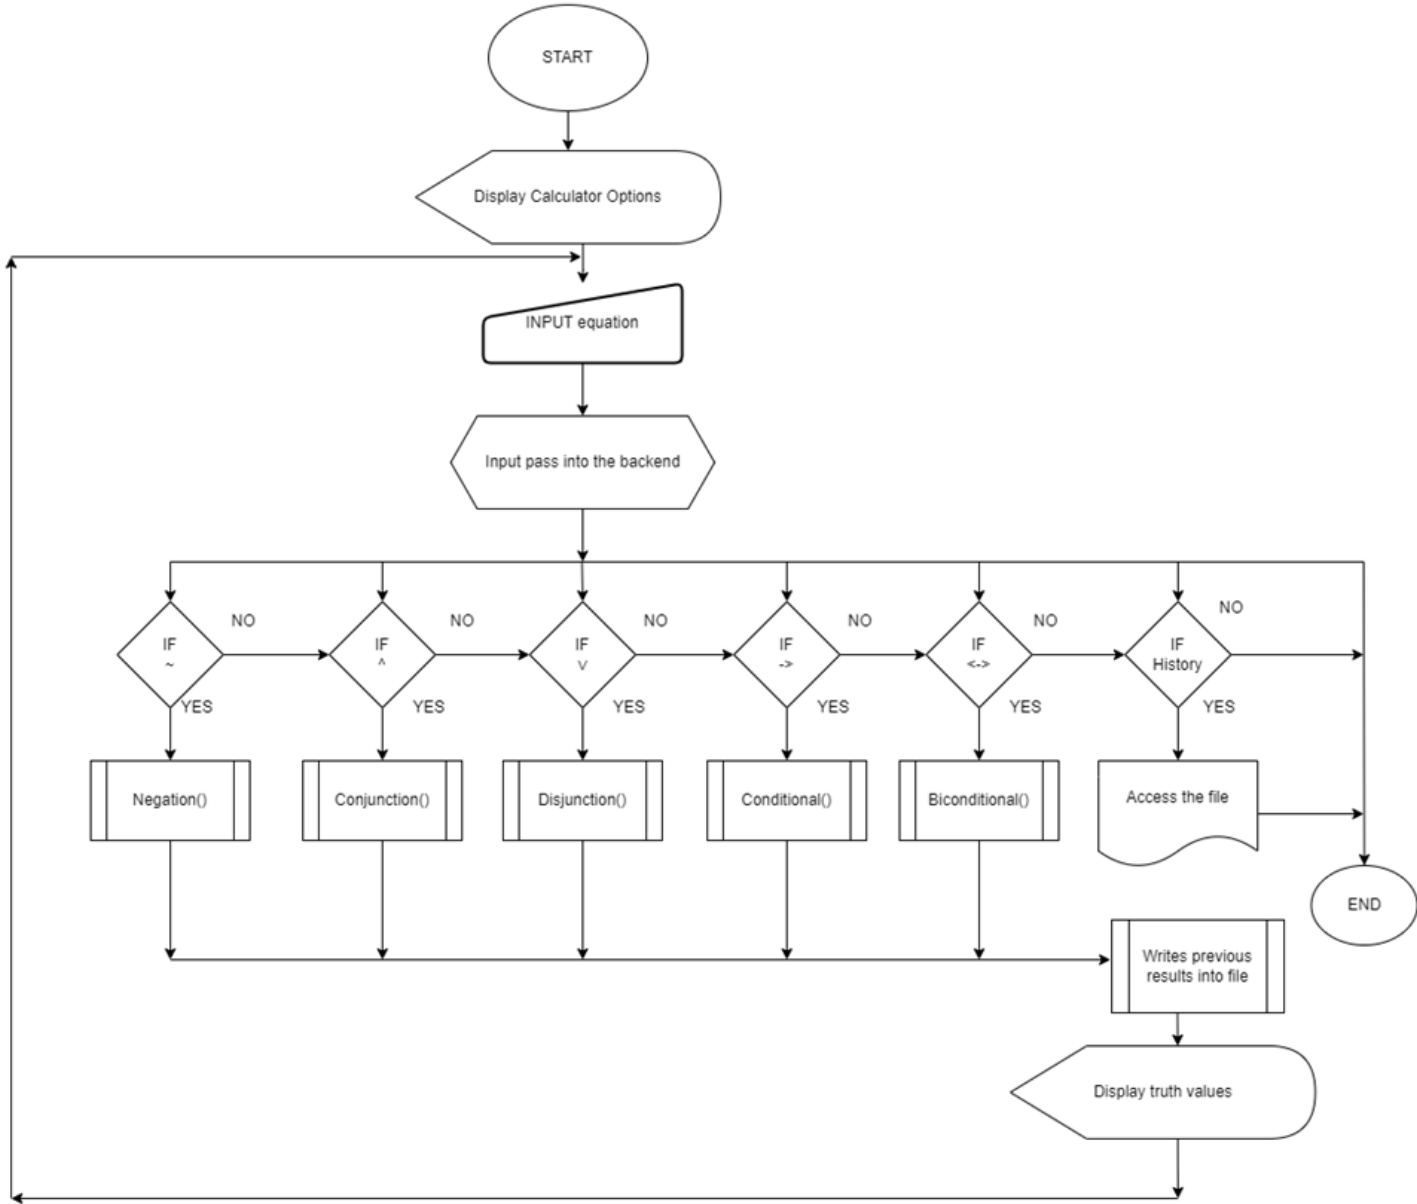 START
Display Calculator Options
INPUT equation
Input pass into the backend
NO
NO
NO
NO
NO
NO
IF
~
IF
^
IF
V
IF
->
IF
<->
IF
History
YES
YES
YES
YES
YES
YES
Negation()
Conjunction()
Disjunction()
Conditional()
Biconditional()
Access the file
END
Writes previous
results into file
Display truth values